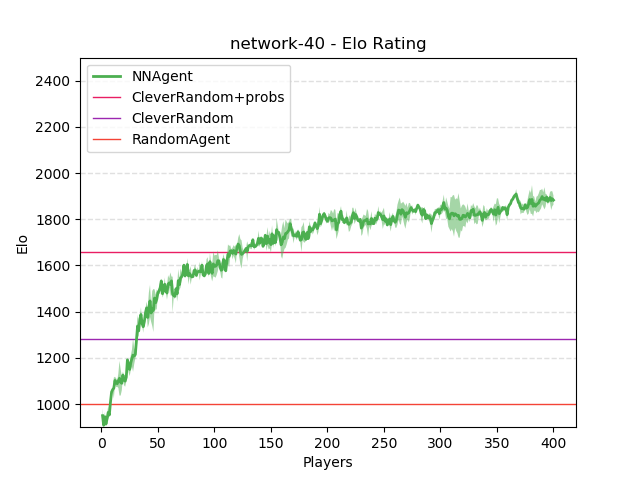 network-40 - Elo Rating
NNAgent
CleverRandom+probs
CleverRandom
RandomAgent
Elo
2400
2200
2000
1800
1600
1400
1200
1000
0 50 100 150 200 250 300 350 400
Players